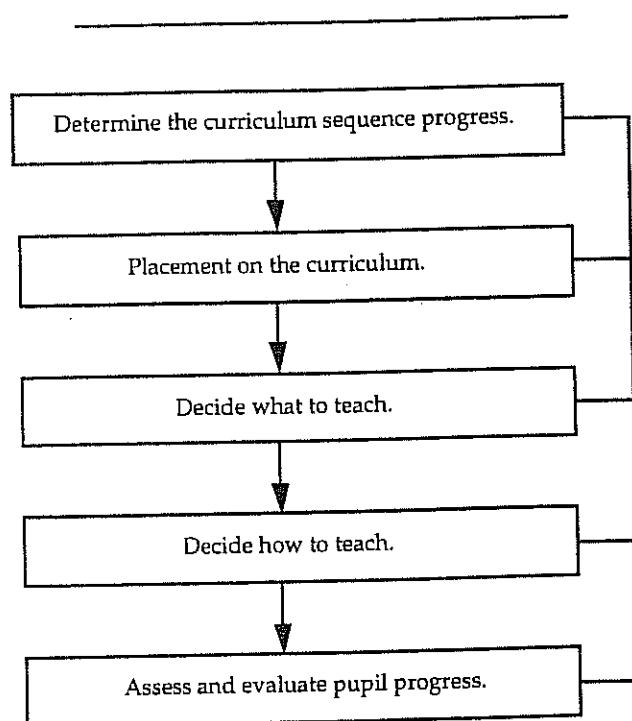 Determine the curriculum sequence progress.
Placement on the curriculum.
Decide what to teach.
Decide how to teach.
Assess and evaluate pupil progress.